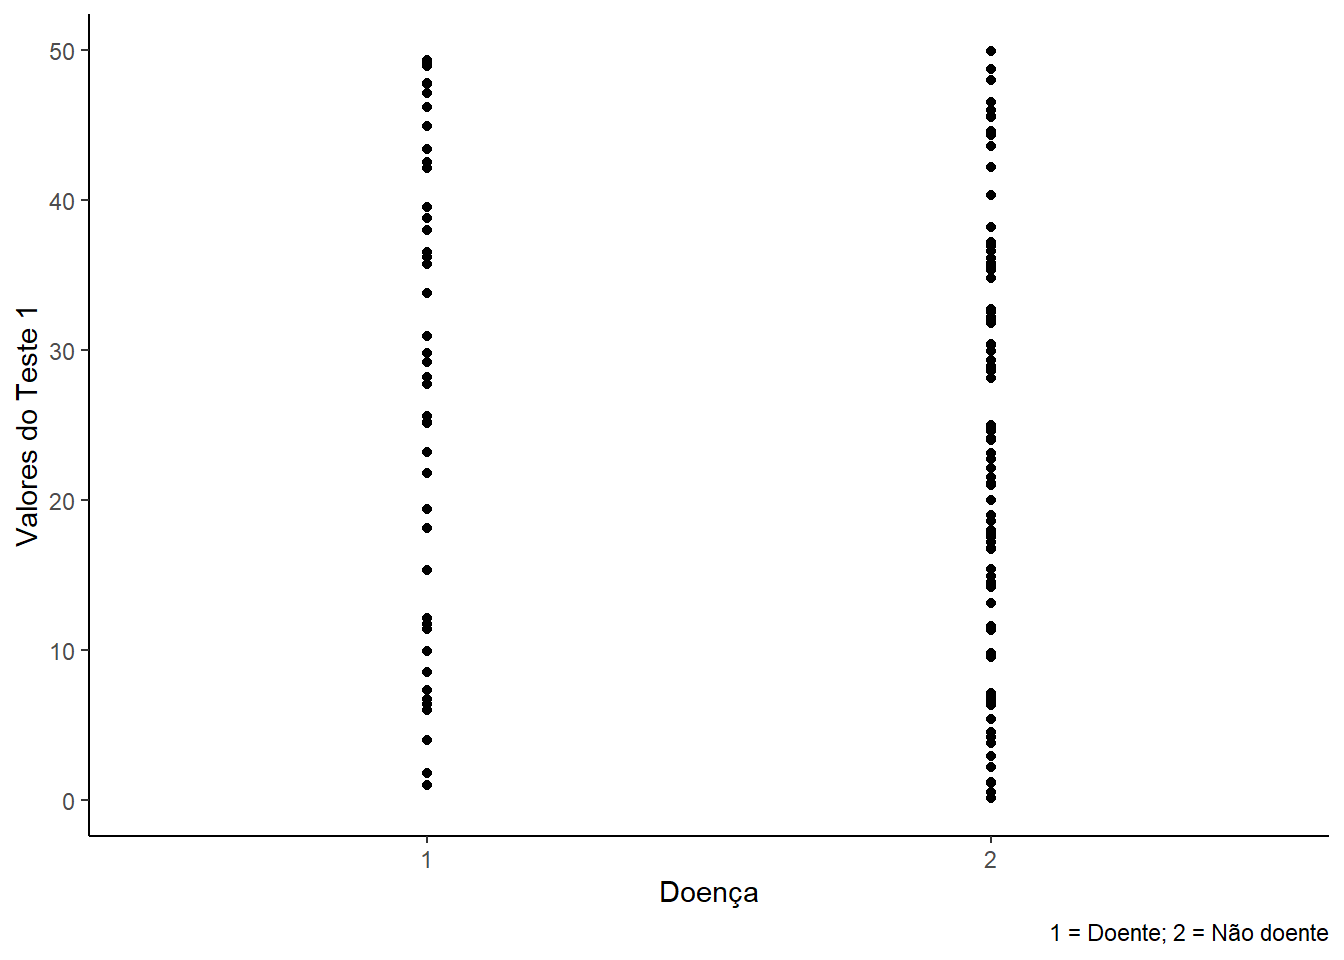 50
40
30
20
10
0
Valores do Teste 1
1
2
Doença
1 = Doente; 2 = Não doente